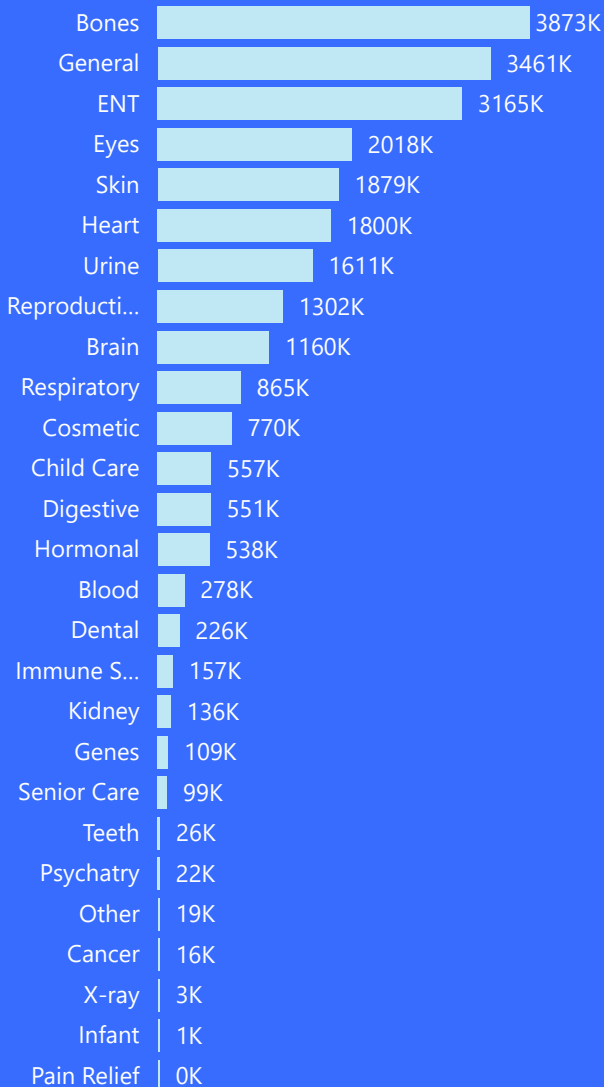 Bones 3873K
General 3461K
ENT 3165K
Eyes 2018K
Skin 1879K
Heart 1800K
Urine 1611K
Reproducti... 1302K
Brain 1160K
Respiratory 865K
Cosmetic 770K
Child Care 557K
Digestive 551K
Hormonal 538K
Blood 278K
Dental 226K
Immune S... 157K
Kidney 136K
Genes 109K
Senior Care 99K
Teeth 26K
Psychatry 22K
Other 19K
Cancer 16K
X-ray 3K
Infant 1K
Pain Relief 0K